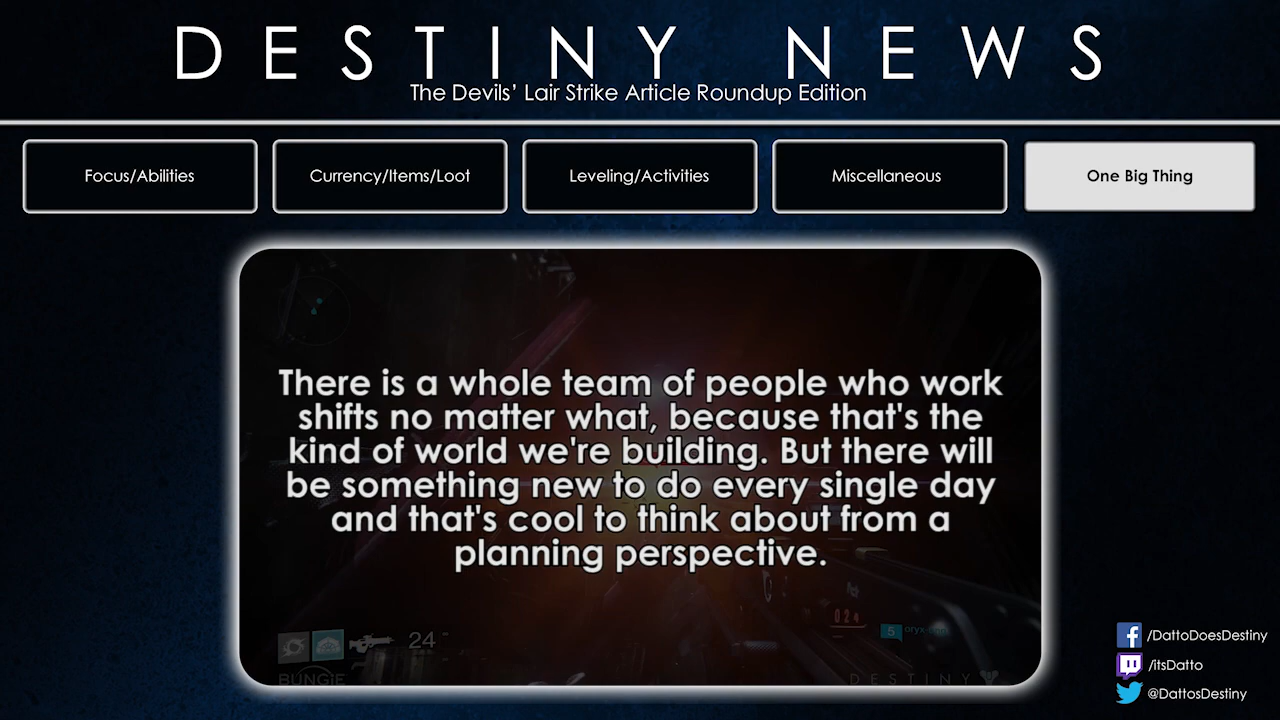 DESTINY NEWS
The Devils’ Lair Strike Article Roundup Edition
Focus/Abilities
Currency/Items/Loot
Leveling/Activities
Miscellaneous
One Big Thing
There is a whole team of people who work
shifts no matter what, because that's the
kind of world we're building. But there will
be something new to do every single day
and that's cool to think about from a
planning perspective.
24
024
5
BUNGiE
DESTINY
/DattoDoesDestiny
/itsDatto
@DattosDestiny